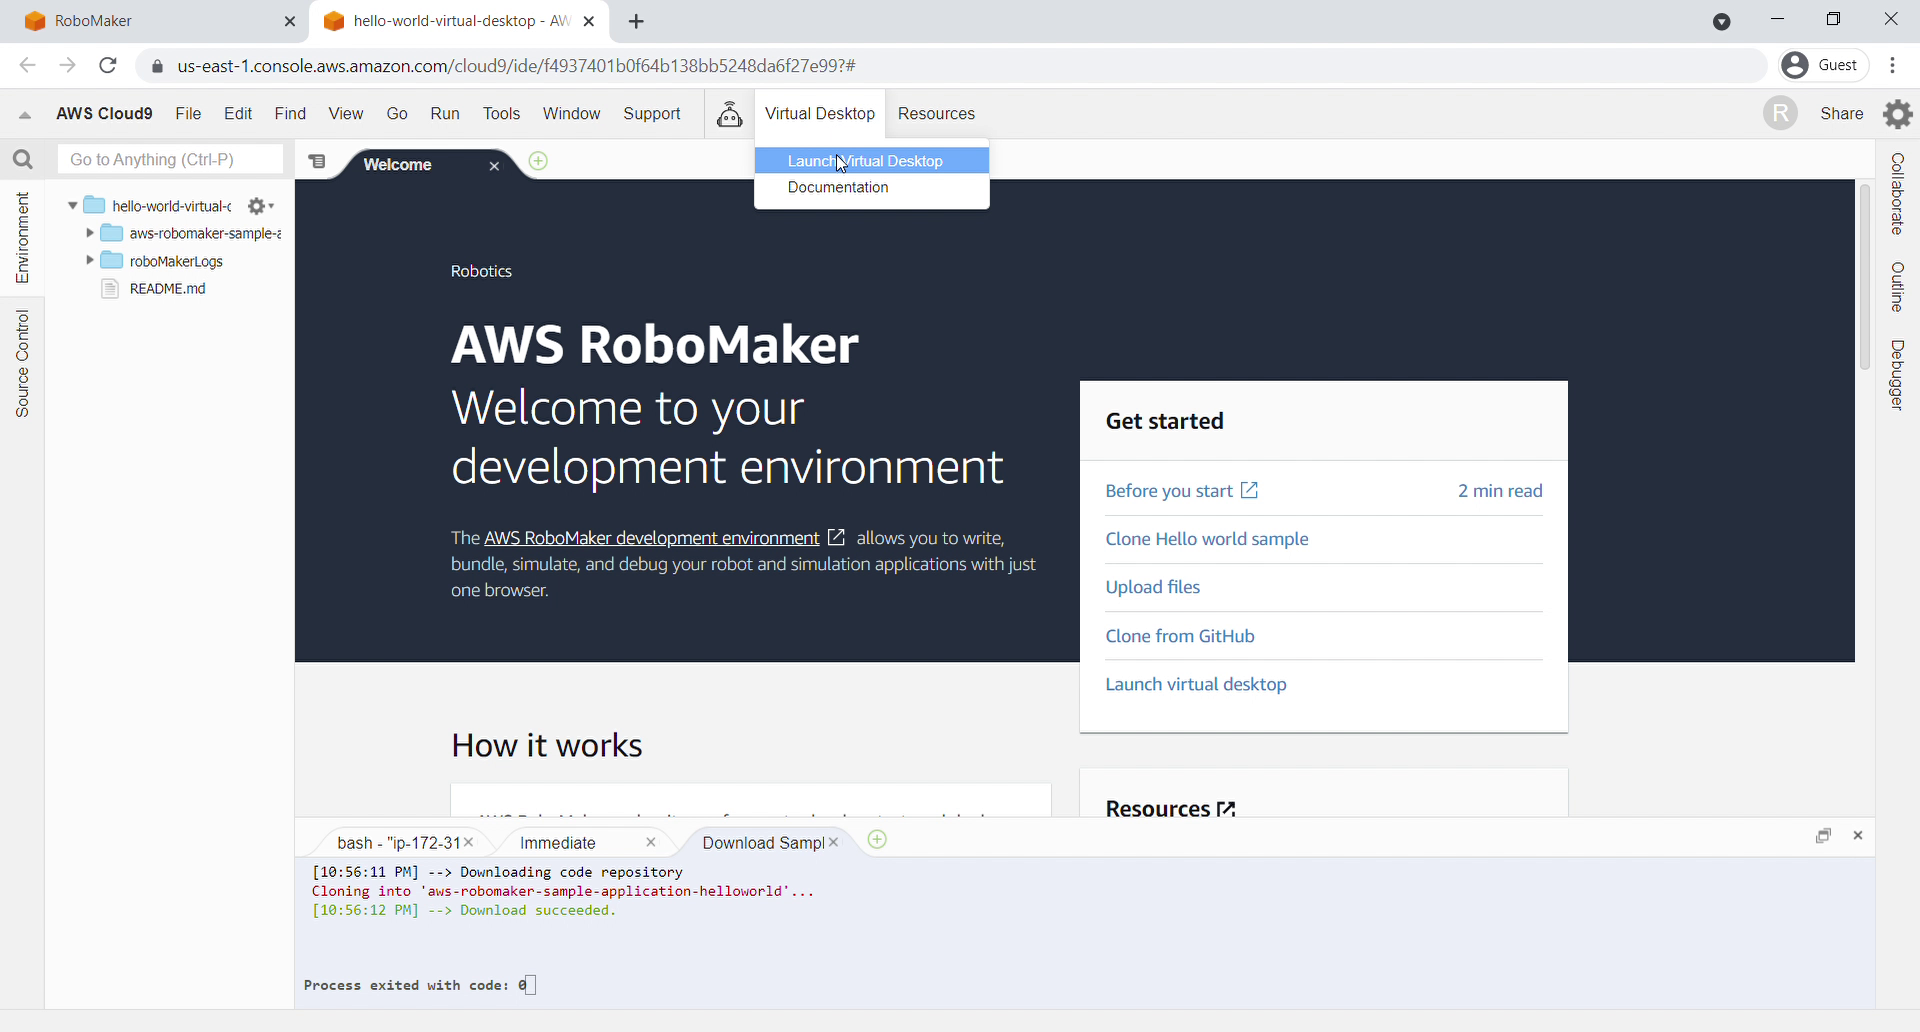 RoboMaker
hello-world-virtual-desktop - AW
us-east-1.console.aws.amazon.com/cloud9/ide/f4937401b0f64b138bb5248da6f27e99?#
Guest
AWS Cloud9 File Edit Find View Go Run Tools Window Support Virtual Desktop Resources
R Share
Go to Anything (Ctrl-P)
Welcome
Launch Virtual Desktop
Documentation
Environment
Source Control
hello-world-virtual-
aws-robomaker-sample-
roboMakerLogs
README.md
Collaborate
Outline
Debugger
Robotics
AWS RoboMaker
Welcome to your
development environment
The AWS RoboMaker development environment allows you to write,
bundle, simulate, and debug your robot and simulation applications with just
one browser.
Get started
Before you start 2 min read
Clone Hello world sample
Upload files
Clone from GitHub
Launch virtual desktop
How it works
Resources
bash - "ip-172-31
Immediate
Download Sampl
[10:56:11 PM] --> Downloading code repository
Cloning into 'aws-robomaker-sample-application-helloworld'...
[10:56:12 PM] --> Download succeeded.
Process exited with code: 0